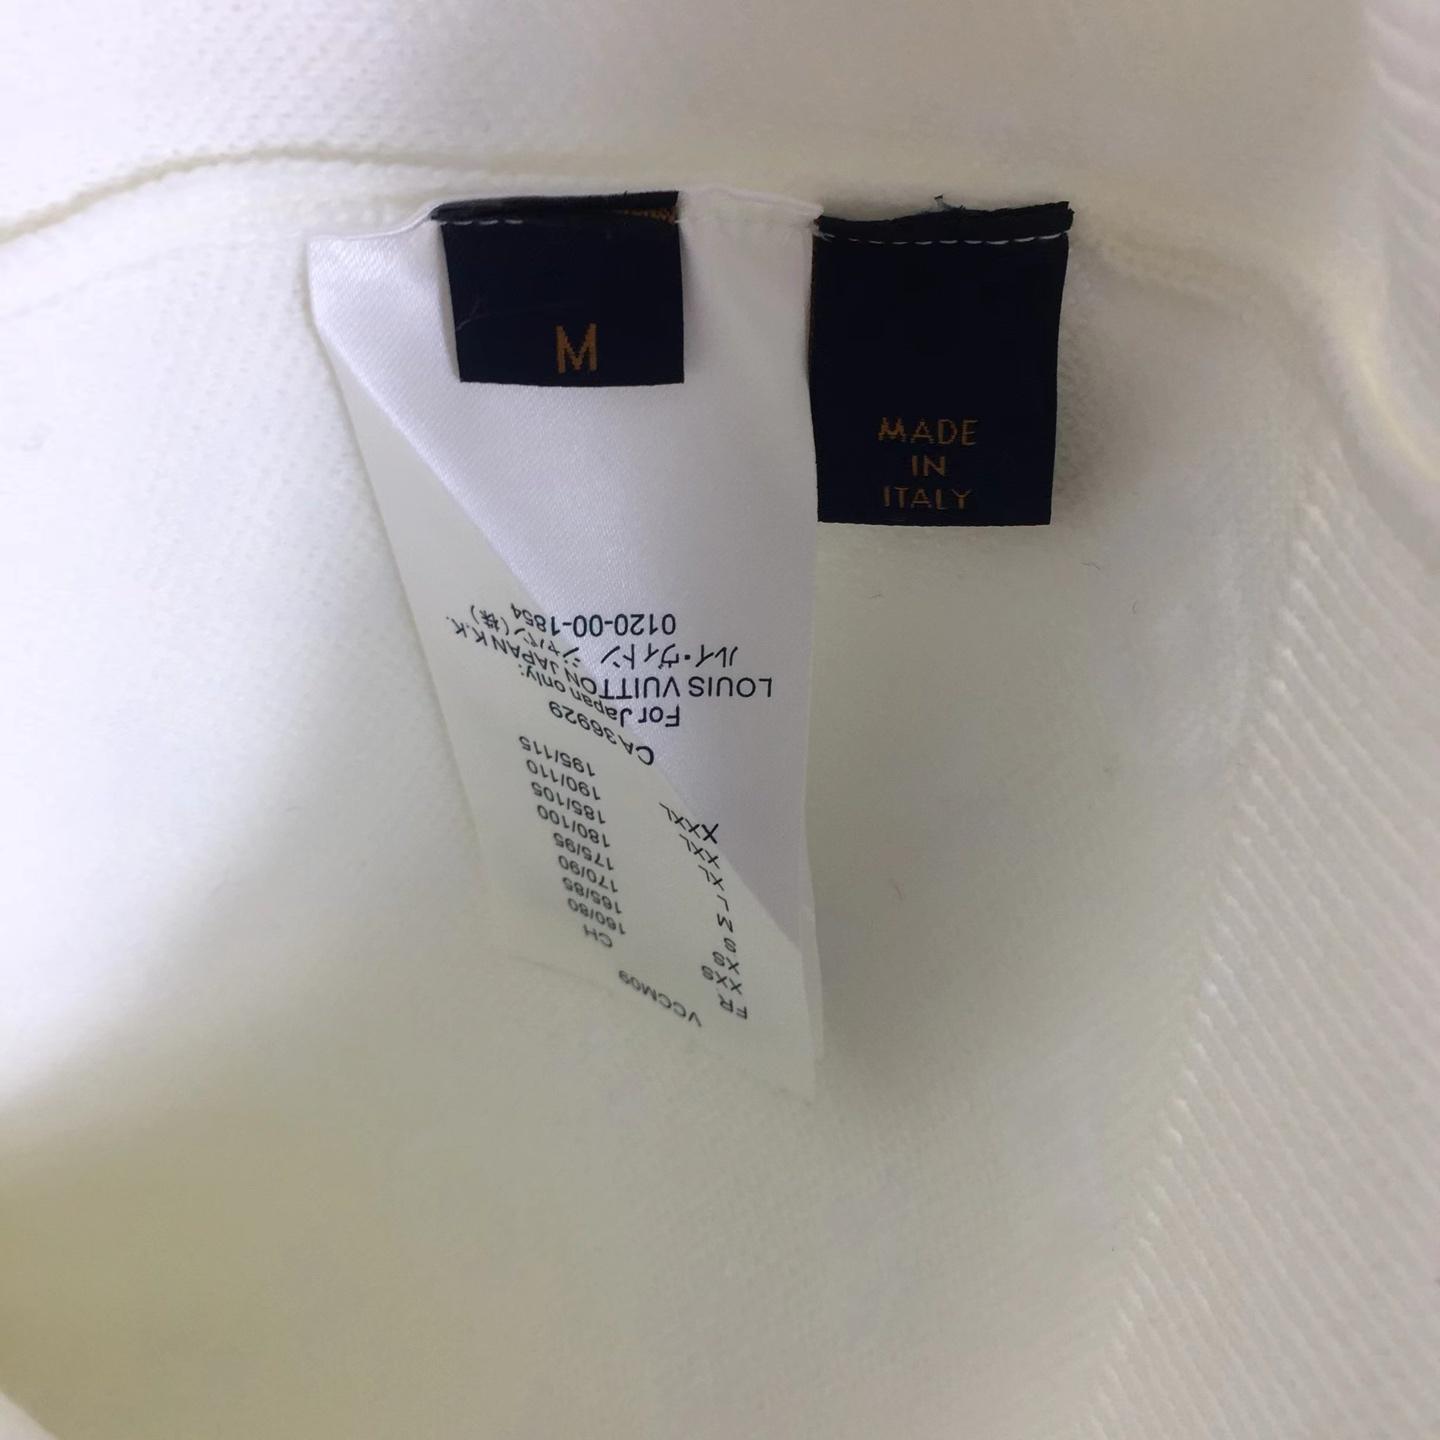 M
MADE
IN
ITALY
VCCM09
FR CH
XXS 160/80
XS 165/85
S 170/90
M 175/95
L 180/100
XL 185/105
XXL 190/110
XXXL 195/115
CA36929
For Japan only:
LOUIS VUITTON JAPAN K.K.
ルイ・ヴィトン ジャパン(株)
0120-00-1854